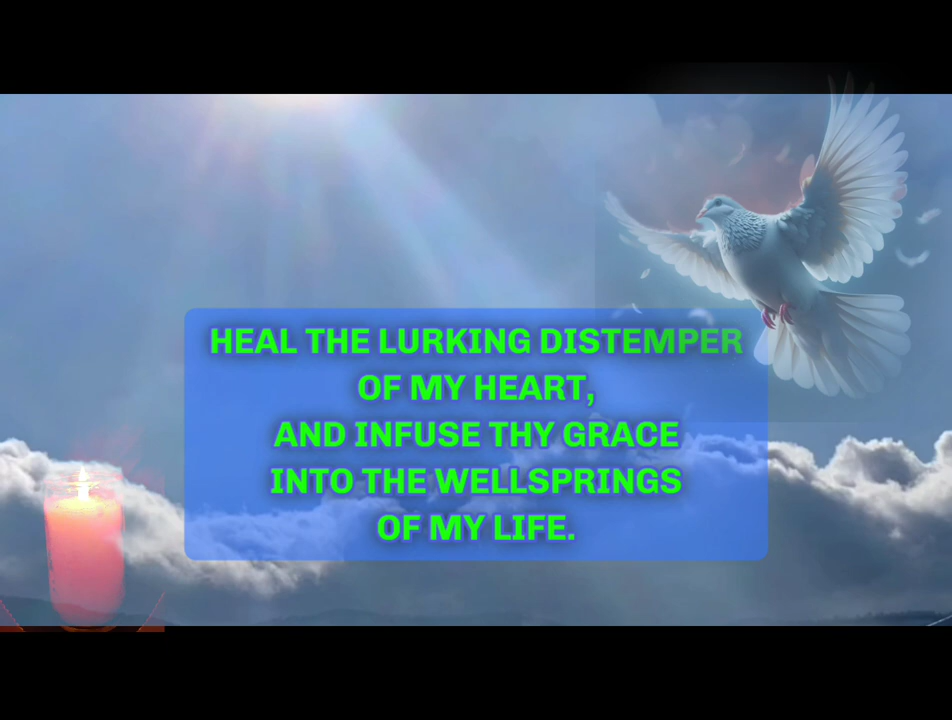 HEAL THE LURKING DISTEMPER
OF MY HEART,
AND INFUSE THY GRACE
INTO THE WELLSPRINGS
OF MY LIFE.